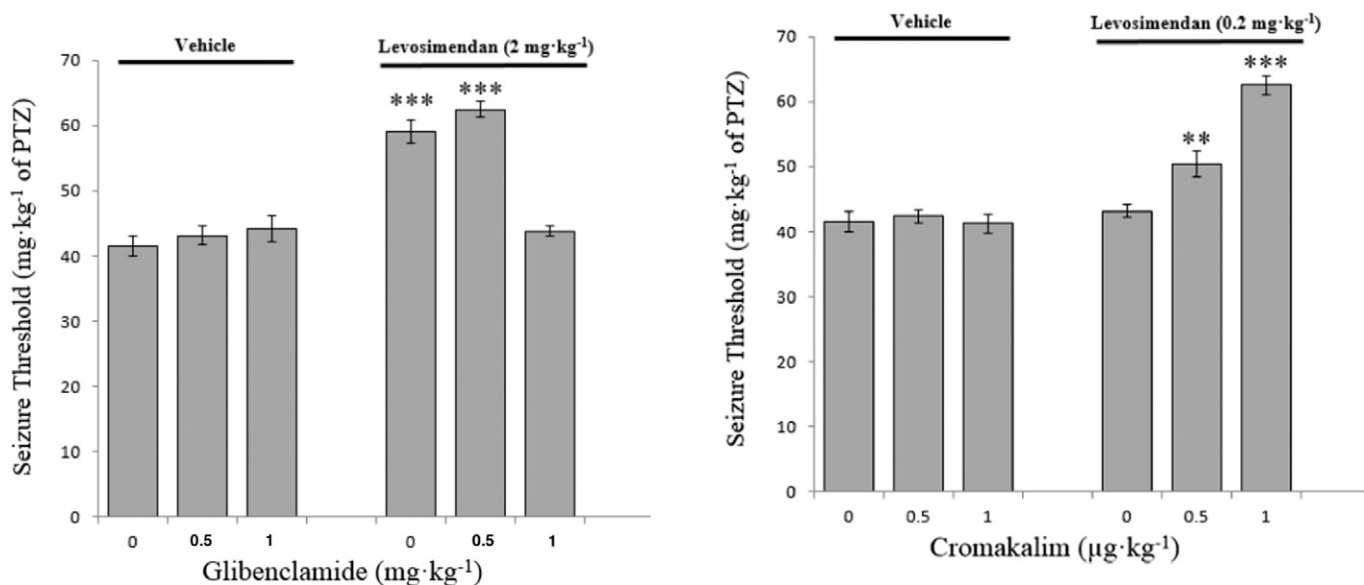 Vehicle
Levosimendan (2 mg·kg⁻¹)
Seizure Threshold (mg·kg⁻¹ of PTZ)
70
60
50
40
30
20
10
0
*** ***
0 0.5 1 0 0.5 1
Glibenclamide (mg·kg⁻¹)
Vehicle
Levosimendan (0.2 mg·kg⁻¹)
Seizure Threshold (mg·kg⁻¹ of PTZ)
70
60
50
40
30
20
10
0
***
**
0 0.5 1 0 0.5 1
Cromakalim (µg·kg⁻¹)